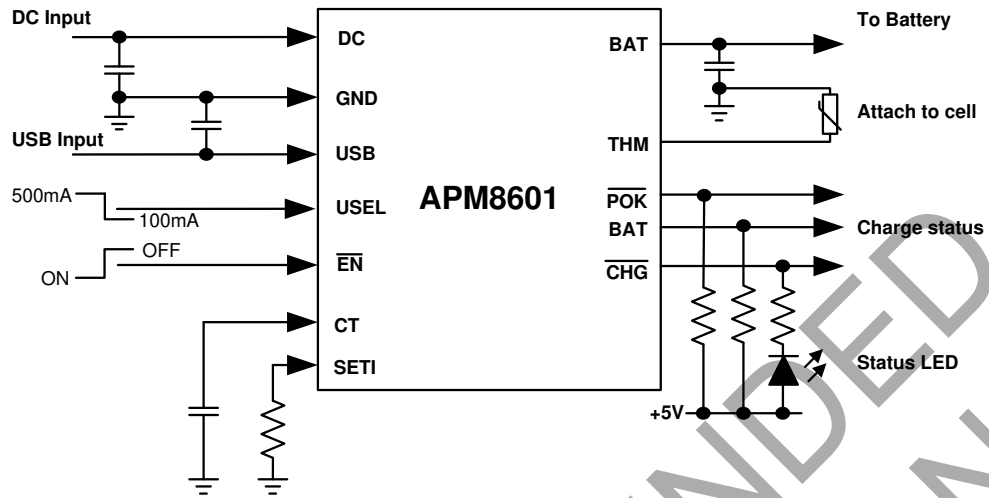 DC Input
To Battery
DC
BAT
GND
Attach to cell
USB Input
THM
USB
500mA
100mA
USEL
APM8601
POK
BAT
Charge status
OFF
ON
EN
CHG
CT
SETI
Status LED
+5V
NDED